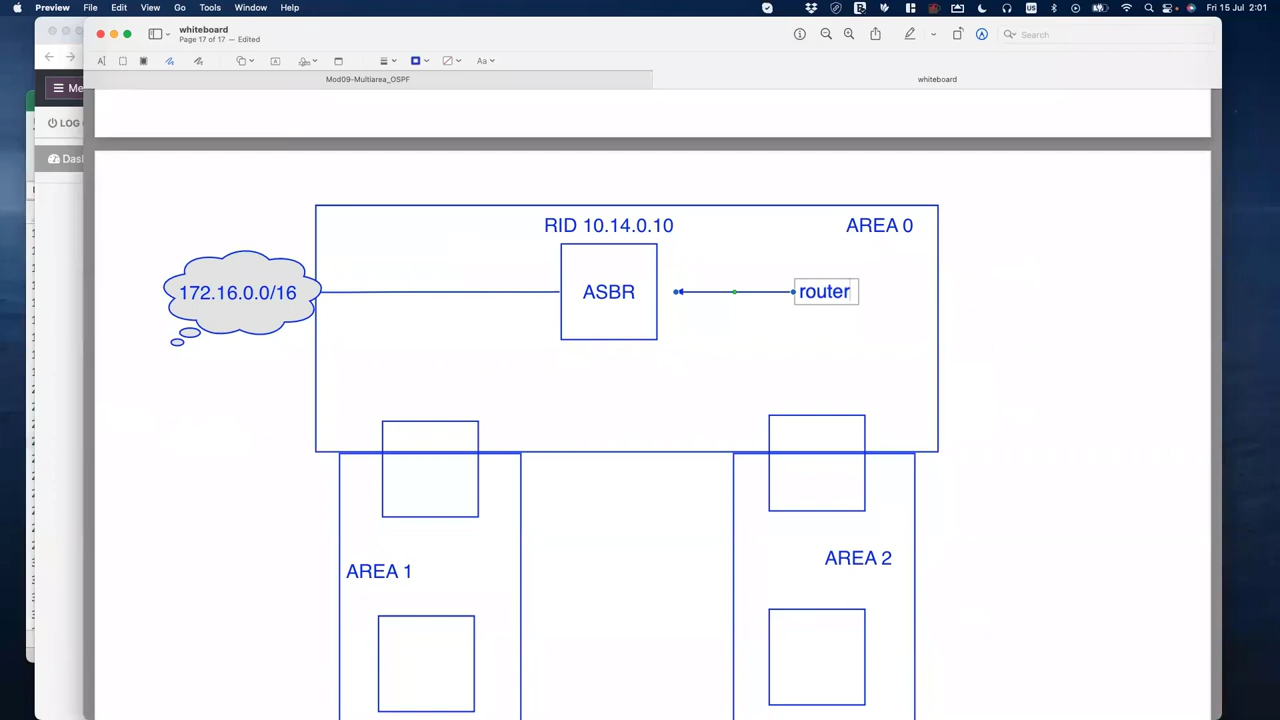 Preview File Edit View Go Tools Window Help
Fri 15 Jul 2:01
whiteboard
Page 17 of 17 — Edited
Search
Aa
Mod09-Multiarea_OSPF
whiteboard
Me
LOG
Dash
RID 10.14.0.10
AREA 0
172.16.0.0/16
ASBR
router
AREA 1
AREA 2